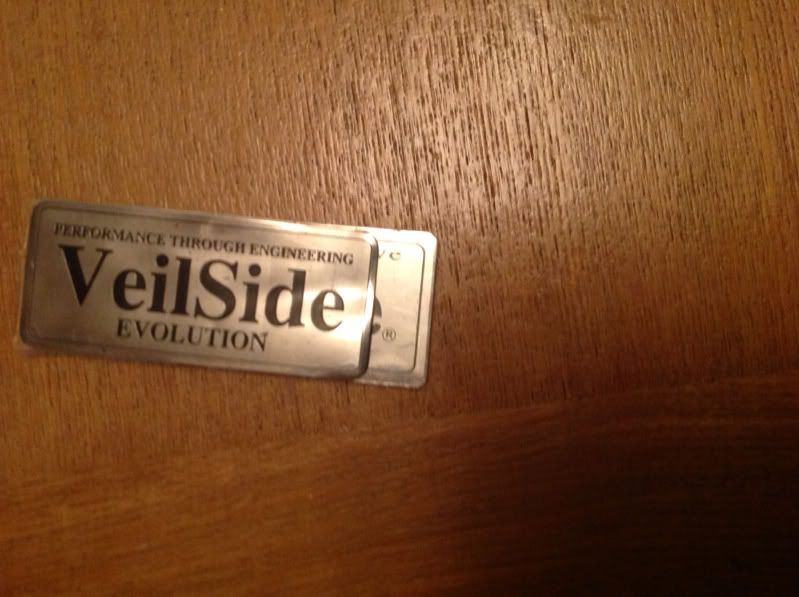 PERFORMANCE THROUGH ENGINEERING
VeilSide
EVOLUTION
®